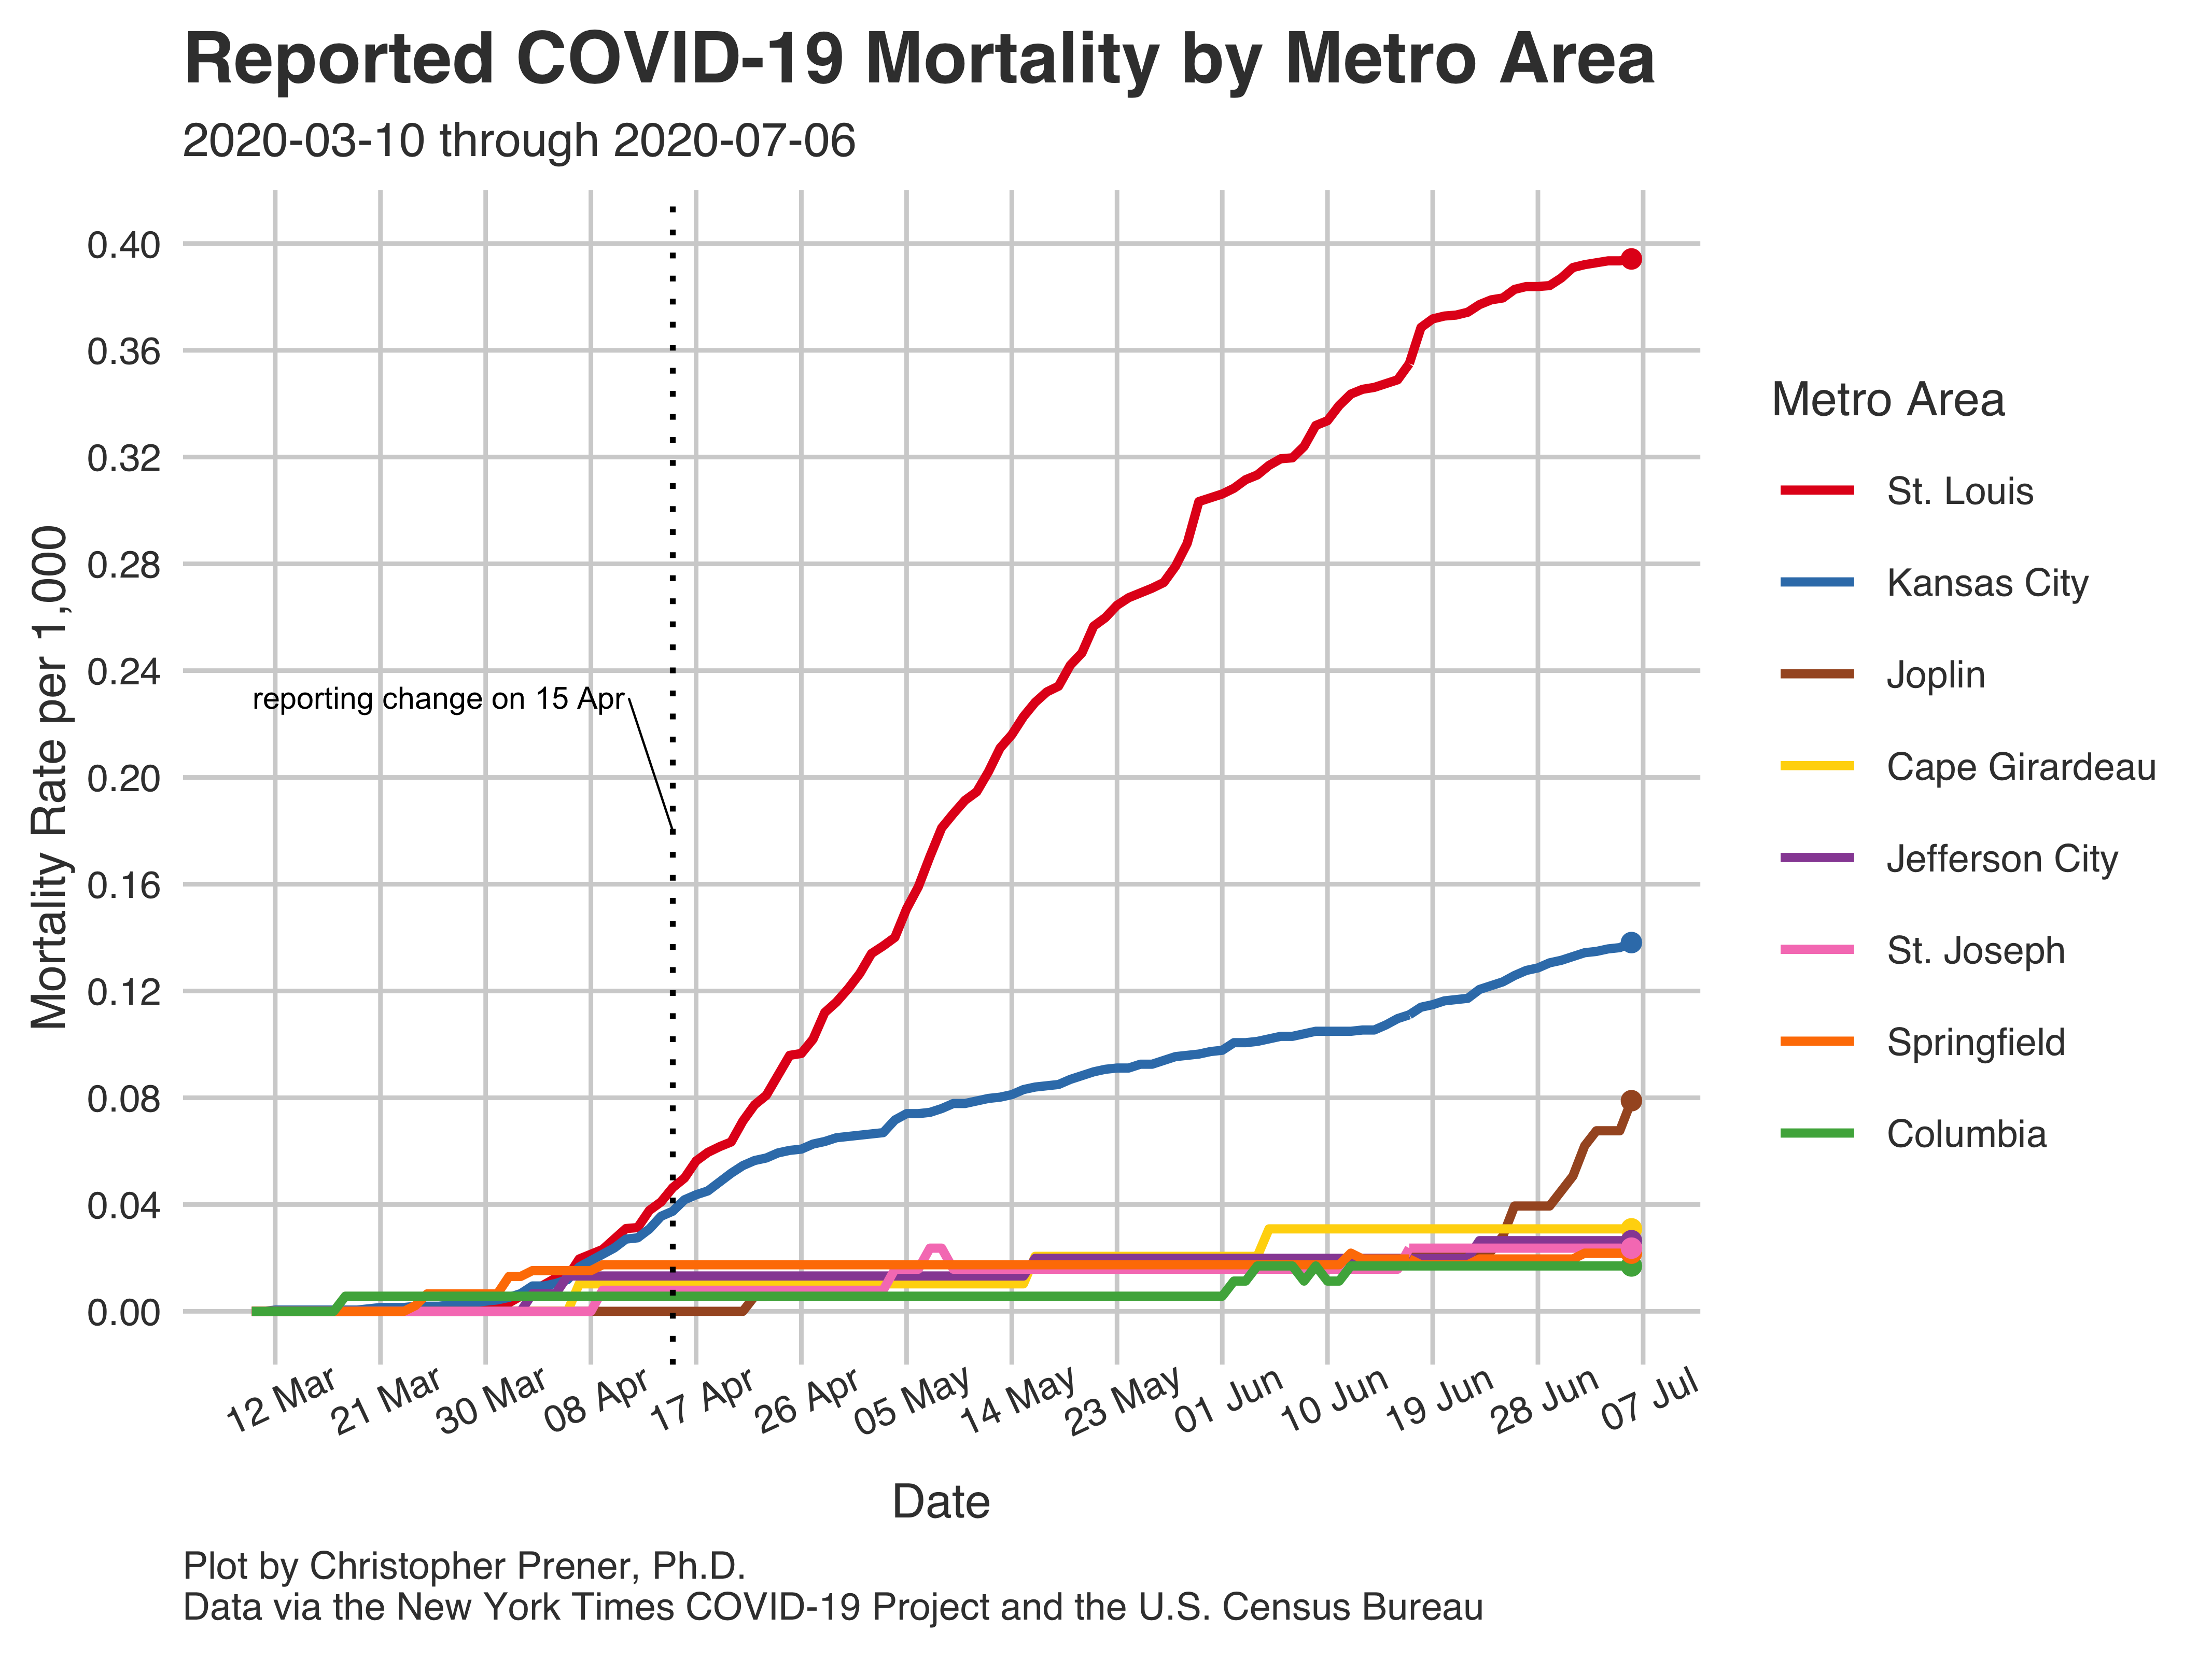 Reported COVID-19 Mortality by Metro Area
2020-03-10 through 2020-07-06
Mortality Rate per 1,000
0.40
0.36
0.32
0.28
0.24
0.20
0.16
0.12
0.08
0.04
0.00
reporting change on 15 Apr
12 Mar
21 Mar
30 Mar
08 Apr
17 Apr
26 Apr
05 May
14 May
23 May
01 Jun
10 Jun
19 Jun
28 Jun
07 Jul
Date
Metro Area
St. Louis
Kansas City
Joplin
Cape Girardeau
Jefferson City
St. Joseph
Springfield
Columbia
Plot by Christopher Prener, Ph.D.
Data via the New York Times COVID-19 Project and the U.S. Census Bureau